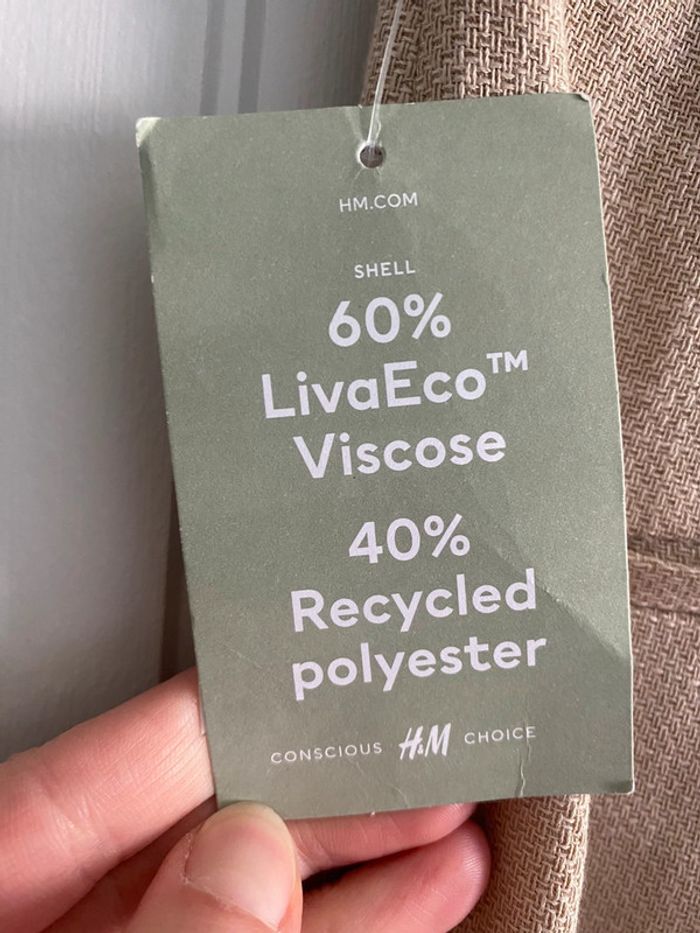 HM.COM
SHELL
60%
LivaEco™
Viscose
40%
Recycled
polyester
CONSCIOUS H&M CHOICE